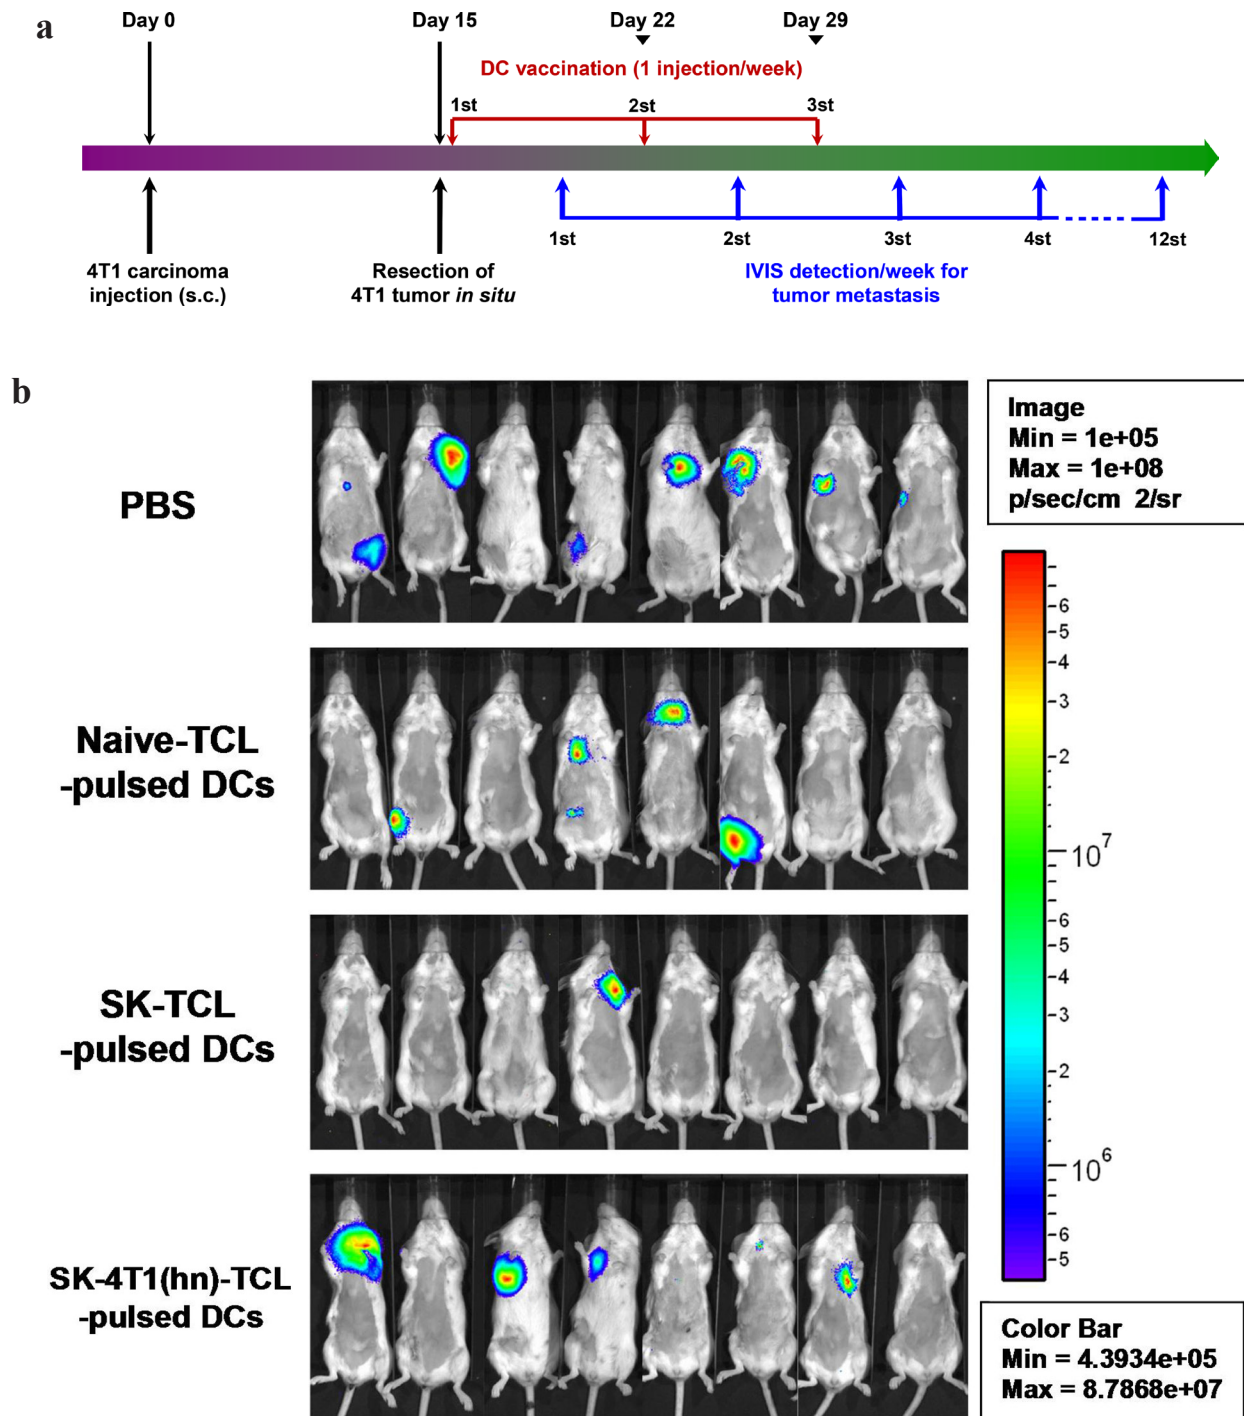 a
Day 0
Day 15
Day 22
Day 29
DC vaccination (1 injection/week)
1st
2st
3st
1st
2st
3st
4st
12st
4T1 carcinoma
injection (s.c.)
Resection of
4T1 tumor in situ
IVIS detection/week for
tumor metastasis
b
PBS
Naive-TCL
-pulsed DCs
SK-TCL
-pulsed DCs
SK-4T1(hn)-TCL
-pulsed DCs
Image
Min = 1e+05
Max = 1e+08
p/sec/cm 2/sr
6
5
4
3
2
10⁷
6
5
4
3
2
10⁶
6
5
Color Bar
Min = 4.3934e+05
Max = 8.7868e+07